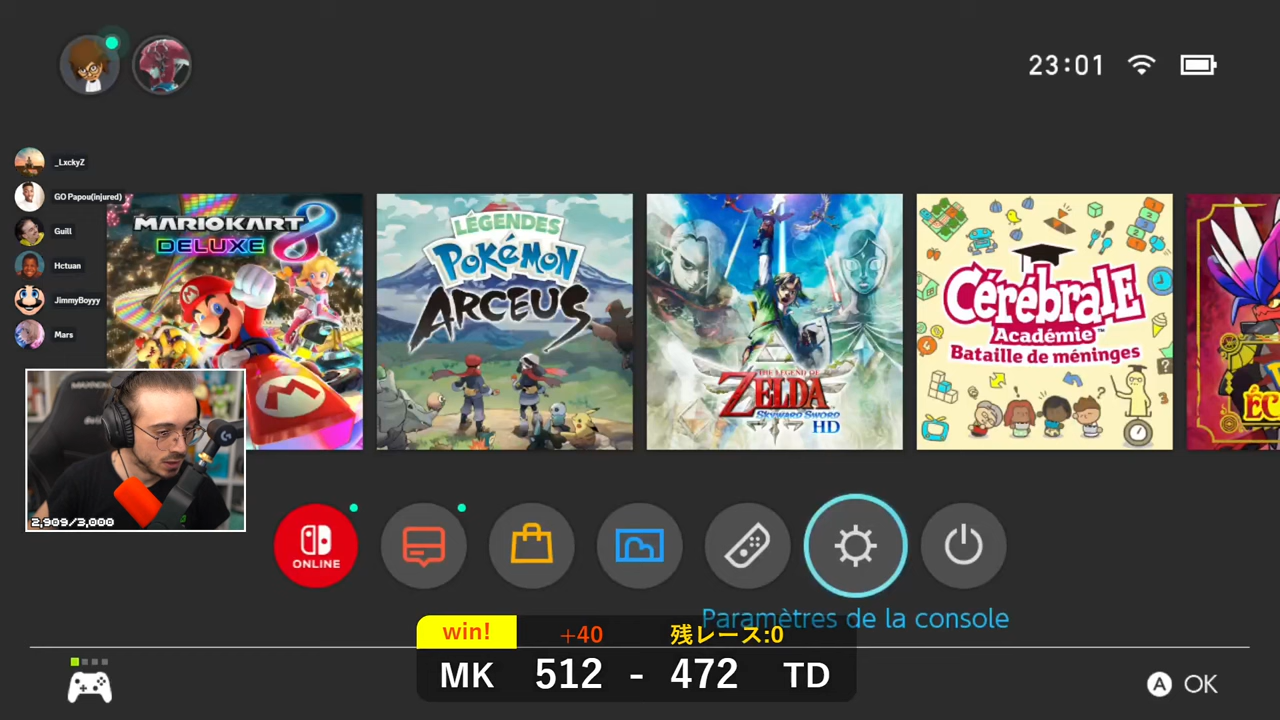 23:01
_LxckyZ
GO Papou(injured)
Guill
Hctuan
JimmyBoyyy
Mars
MARIOKART 8
DELUXE
LÉGENDES
Pokémon
ARCEUS
THE LEGEND OF
ZELDA
SKYWARD SWORD
HD
CérébralE
Académie™
Bataille de méninges
ÉC
2,909/3,000
ONLINE
Paramètres de la console
win!
+40
残レース:0
MK 512 - 472 TD
A OK